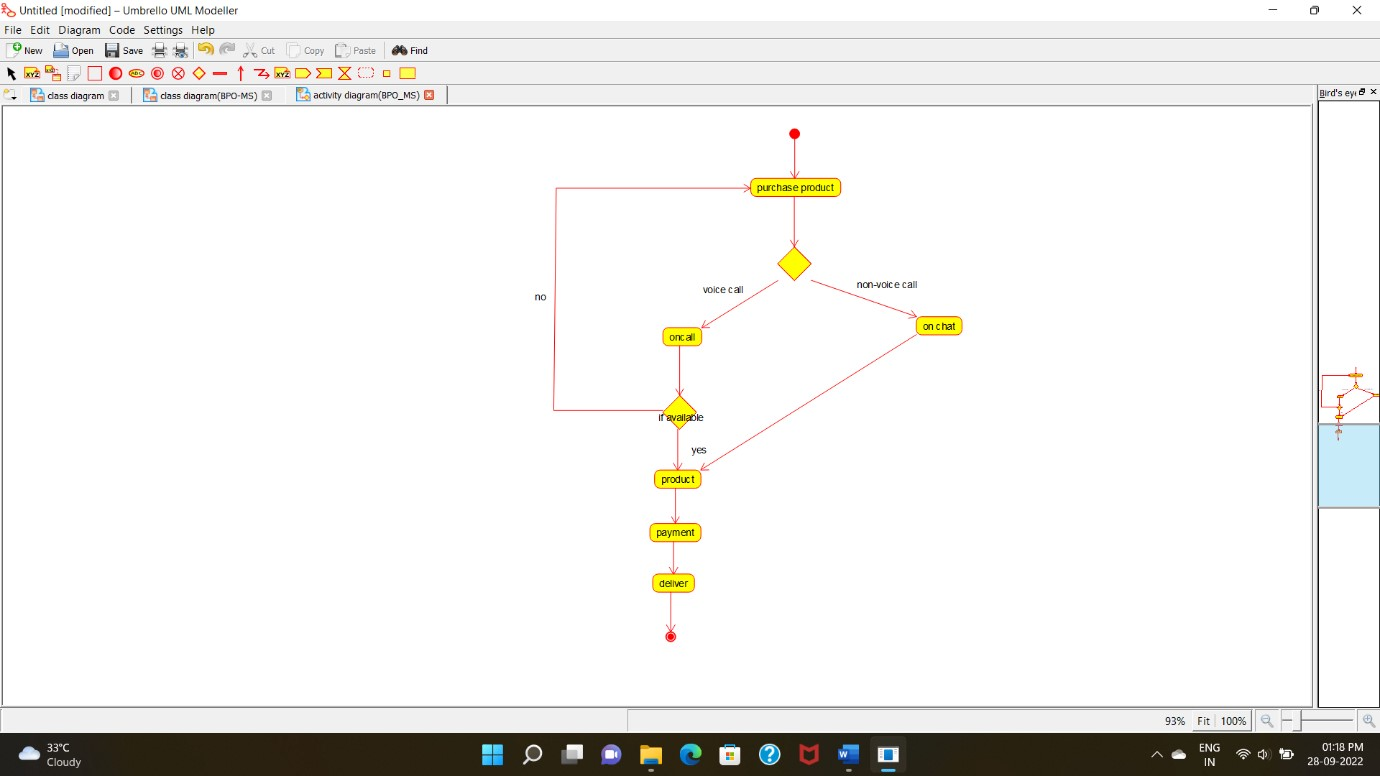 Untitled [modified] – Umbrello UML Modeller
File Edit Diagram Code Settings Help
New Open Save Cut Copy Paste Find
XYZ ABC XYZ
class diagram class diagram(BPO-MS) activity diagram(BPO_MS)
purchase product
voice call
non-voice call
no
on chat
oncall
if available
yes
product
payment
deliver
93% Fit 100%
33°C
Cloudy
ENG
IN
01:18 PM
28-09-2022